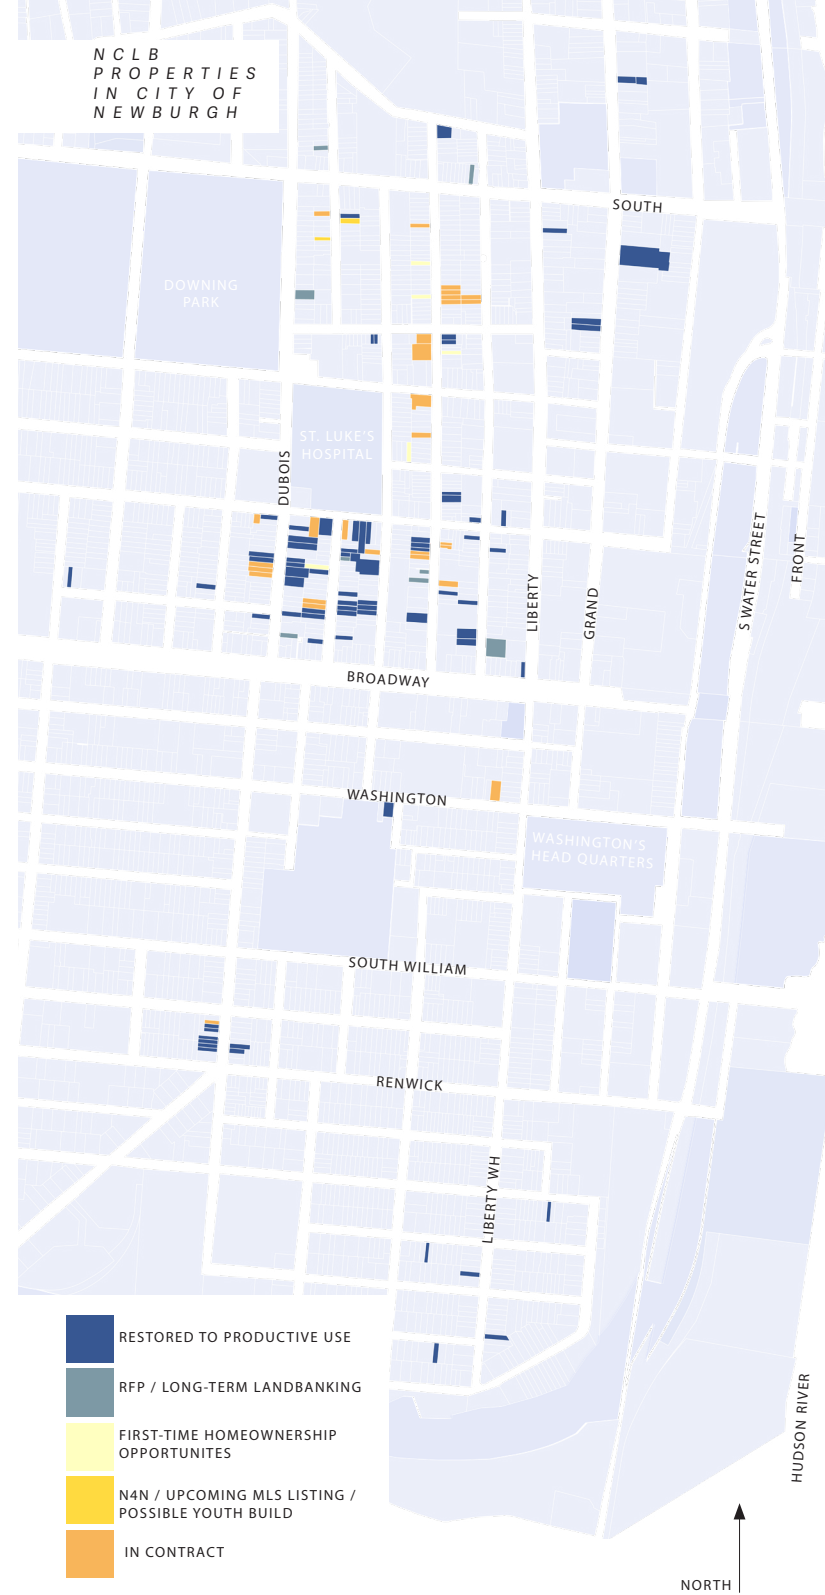 NCLB
PROPERTIES
IN CITY OF
NEWBURGH
SOUTH
DOWNING
PARK
ST. LUKE'S
HOSPITAL
DUBOIS
LIBERTY
GRAND
S WATER STREET
FRONT
BROADWAY
WASHINGTON
WASHINGTON'S
HEAD QUARTERS
SOUTH WILLIAM
RENWICK
LIBERTY WH
RESTORED TO PRODUCTIVE USE
RFP / LONG-TERM LANDBANKING
FIRST-TIME HOMEOWNERSHIP
OPPORTUNITES
N4N / UPCOMING MLS LISTING /
POSSIBLE YOUTH BUILD
IN CONTRACT
HUDSON RIVER
NORTH